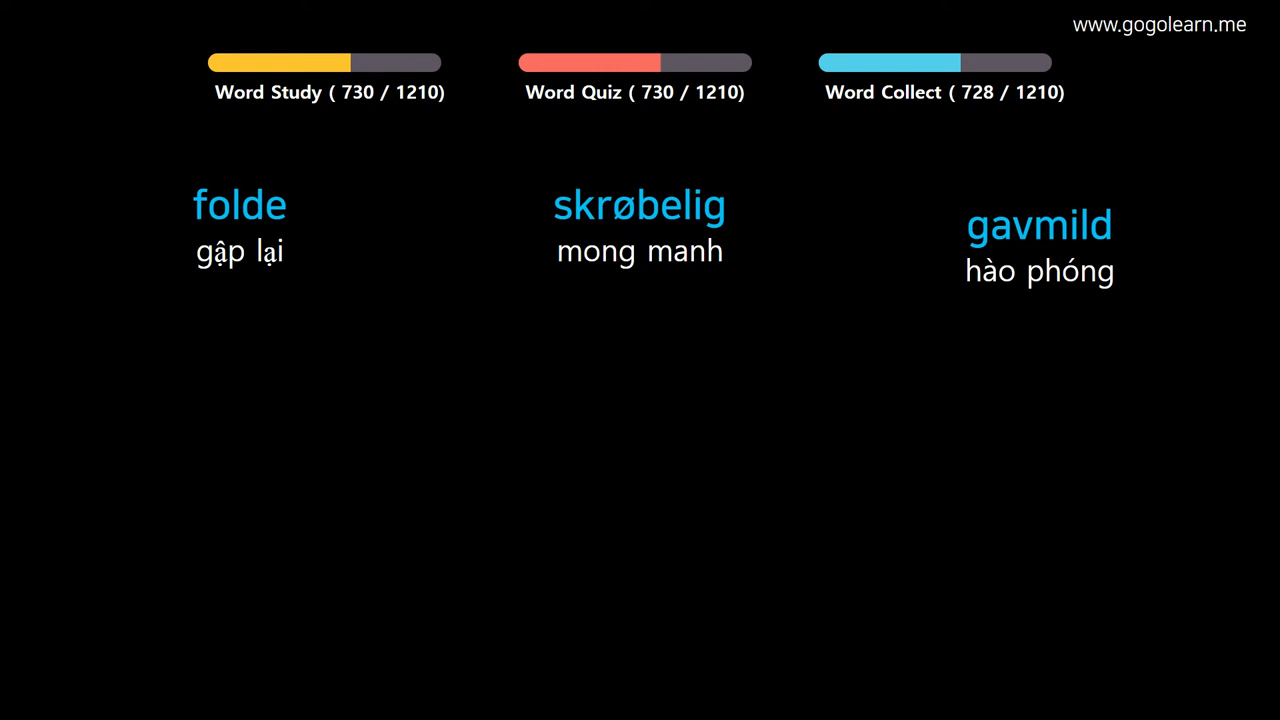 www.gogolearn.me
Word Study ( 730 / 1210)
Word Quiz ( 730 / 1210)
Word Collect ( 728 / 1210)
folde
gập lại
skrøbelig
mong manh
gavmild
hào phóng